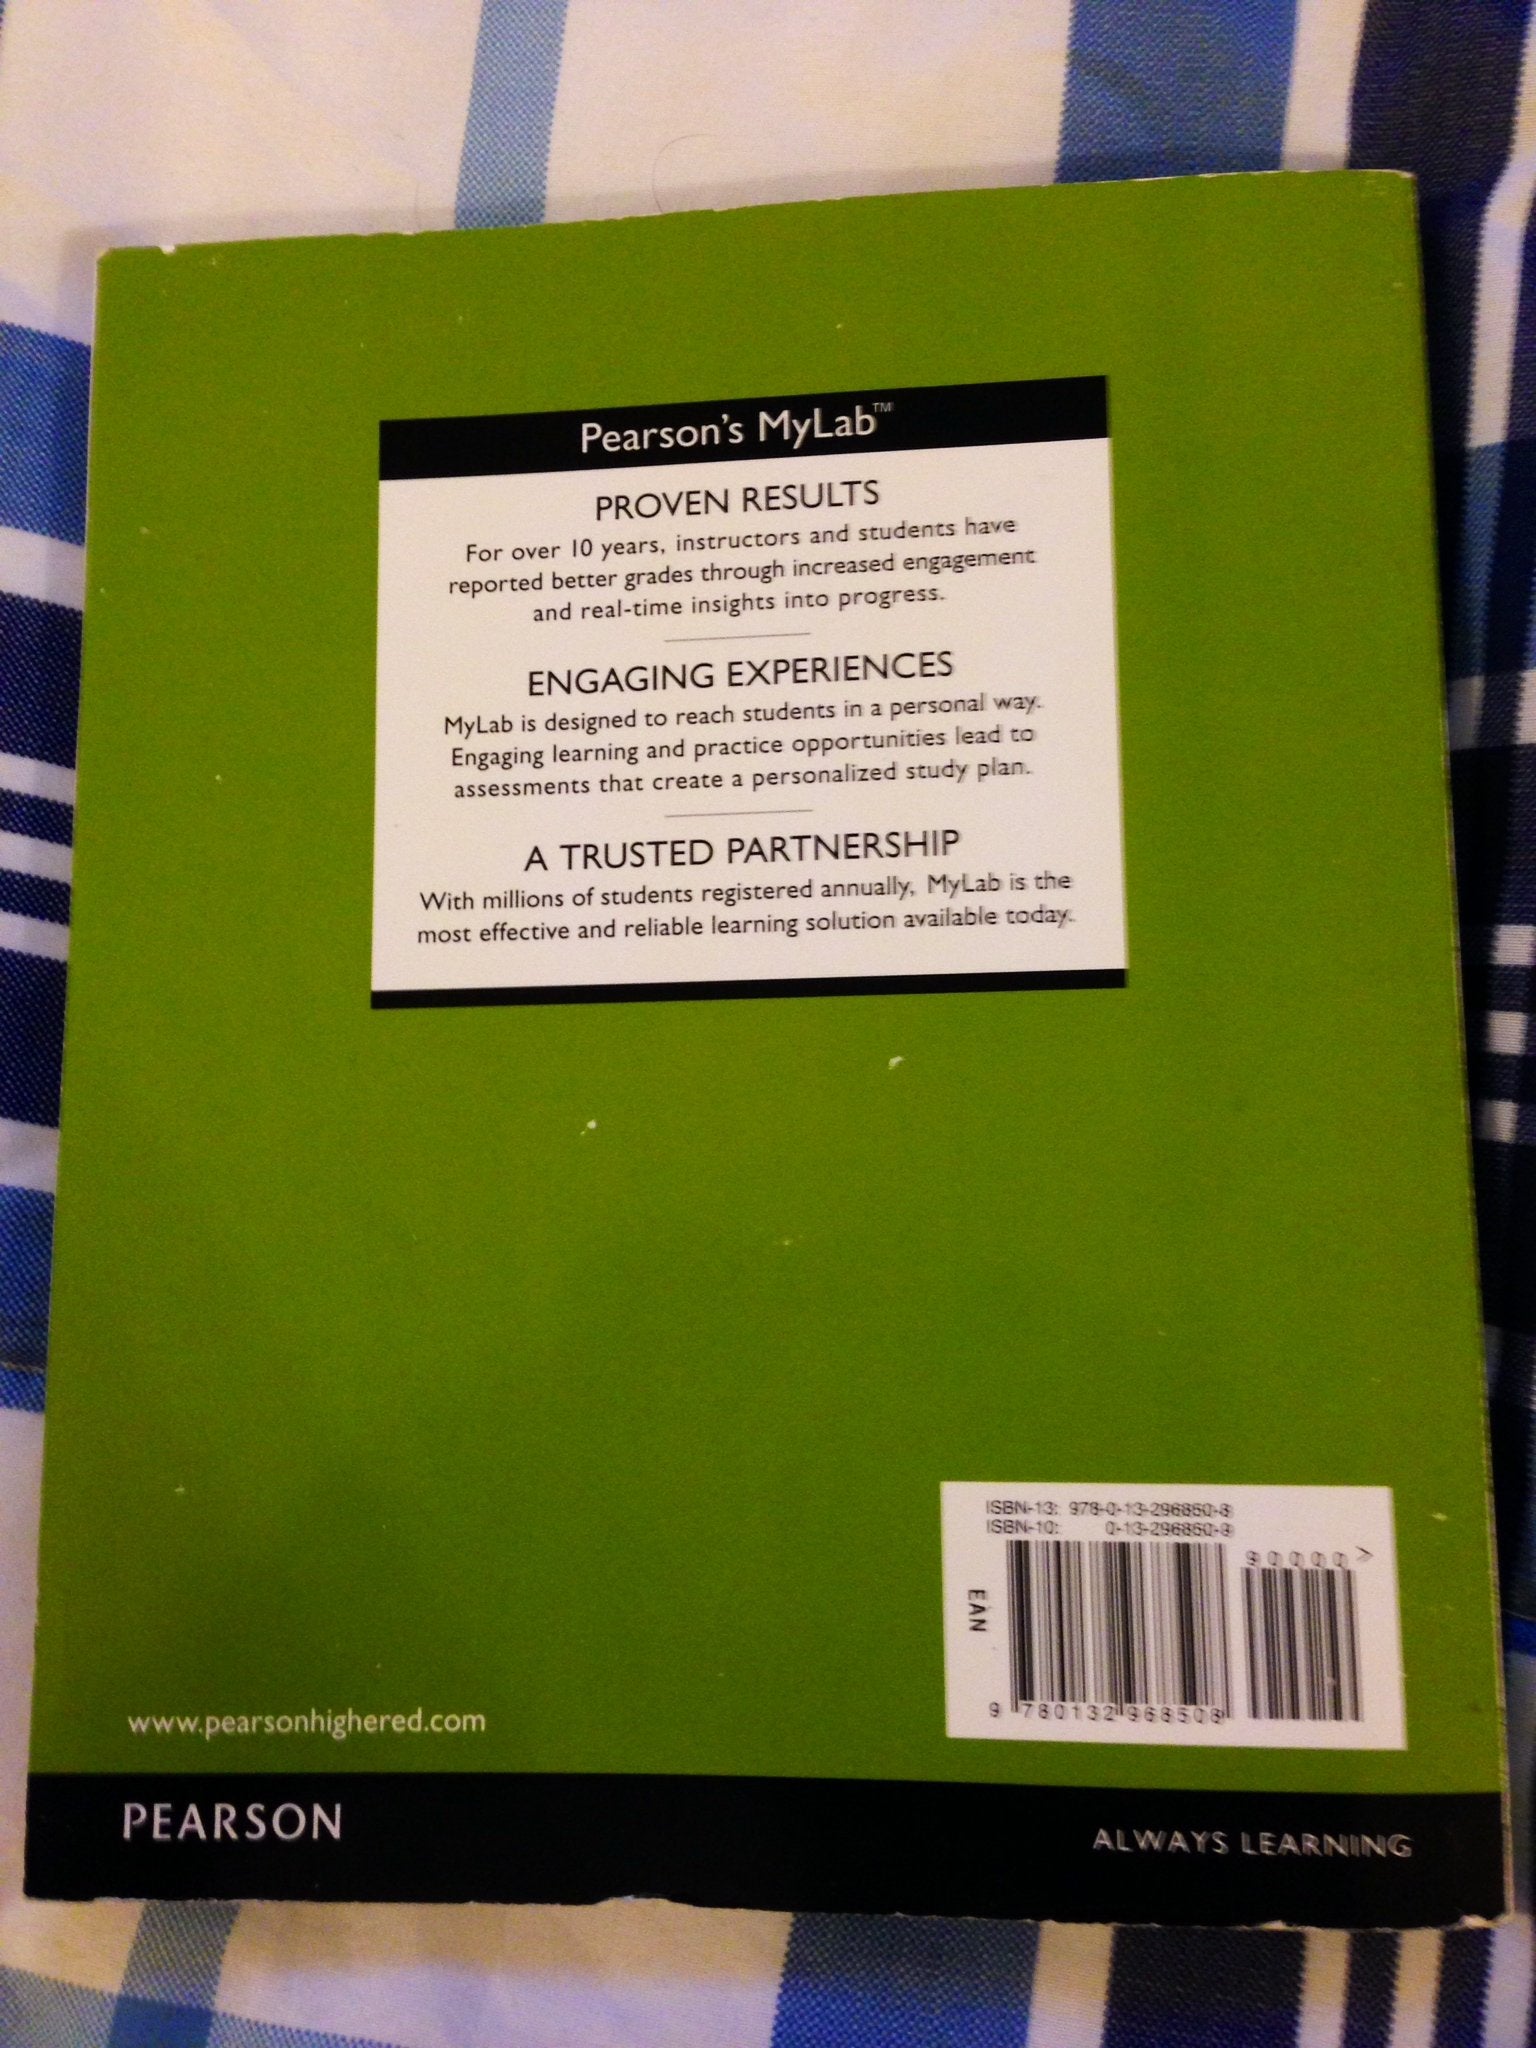 Pearson's MyLab™
PROVEN RESULTS
For over 10 years, instructors and students have
reported better grades through increased engagement
and real-time insights into progress.
ENGAGING EXPERIENCES
MyLab is designed to reach students in a personal way.
Engaging learning and practice opportunities lead to
assessments that create a personalized study plan.
A TRUSTED PARTNERSHIP
With millions of students registered annually, MyLab is the
most effective and reliable learning solution available today.
ISBN-13: 978-0-13-296850-8
ISBN-10: 0-13-296850-9
90000>
EAN
9 780132 968508
www.pearsonhighered.com
PEARSON
ALWAYS LEARNING